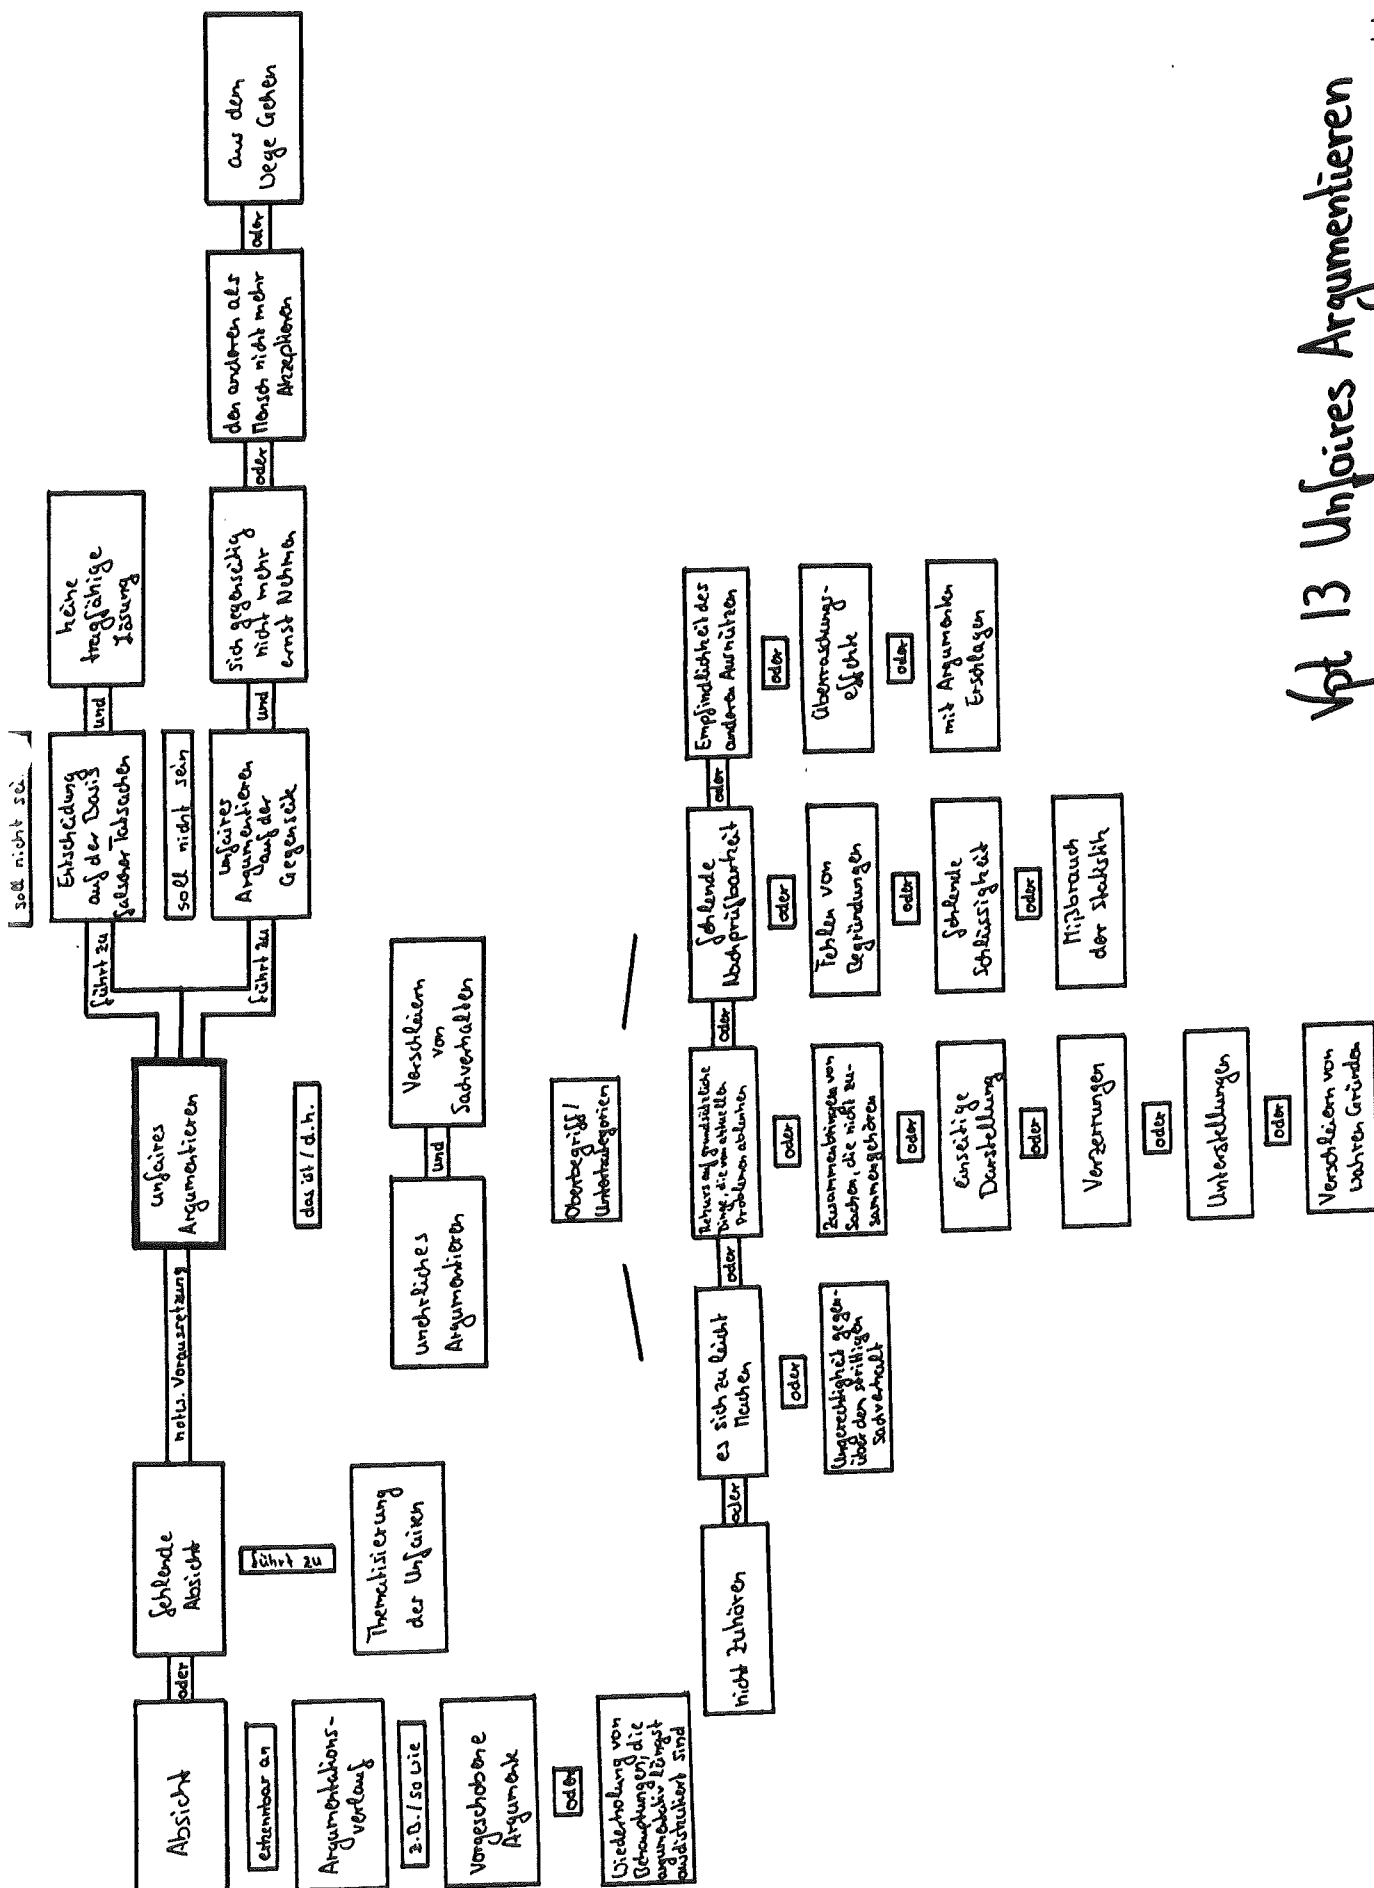 Absicht
oder
fehlende
Absicht
notw. Voraussetzung
unfaires
Argumentieren
führt zu
führt zu
soll nicht sei
Entscheidung
auf der Basis
falscher Tatsachen
und
keine
tragfähige
Lösung
soll nicht sein
unfaires
Argumentieren
auf der
Gegenseite
und
sich gegenseitig
nicht mehr
ernst Nehmen
oder
den anderen als
Mensch nicht mehr
Akzeptieren
oder
aus dem
Wege Gehen
erkennbar an
Argumentations-
verlauf
z.B. / so wie
vorgeschobene
Argumente
oder
Wiederholung von
Behauptungen, die
argumentativ längst
ausdiskutiert sind
führt zu
Thematisierung
der Unfairen
das ist / d.h.
unehrliches
Argumentieren
und
Verschleiern
von
Sachverhalten
Oberbegriff /
Unterkategorien
nicht Zuhören
oder
es sich zu leicht
Machen
oder
Ungerechtigkeit gegen-
über den strittigen
Sachverhalt
oder
Rekurs auf grundsätzliche
Dinge, die von aktuellen
Problemen ablenken
oder
Zusammenbringen von
Sachen, die nicht zu-
sammengehören
oder
Einseitige
Darstellung
oder
Verzerrungen
oder
Unterstellungen
oder
Verschleiern von
wahren Gründen
oder
fehlende
Nachprüfbarkeit
oder
Fehlen von
Begründungen
oder
fehlende
Schlüssigkeit
oder
Mißbrauch
der Statistik
oder
Empfindlichkeit des
anderen Ausnützen
oder
Überraschungs-
effekte
oder
mit Argumenten
Erschlagen
Vpt 13 Unfaires Argumentieren